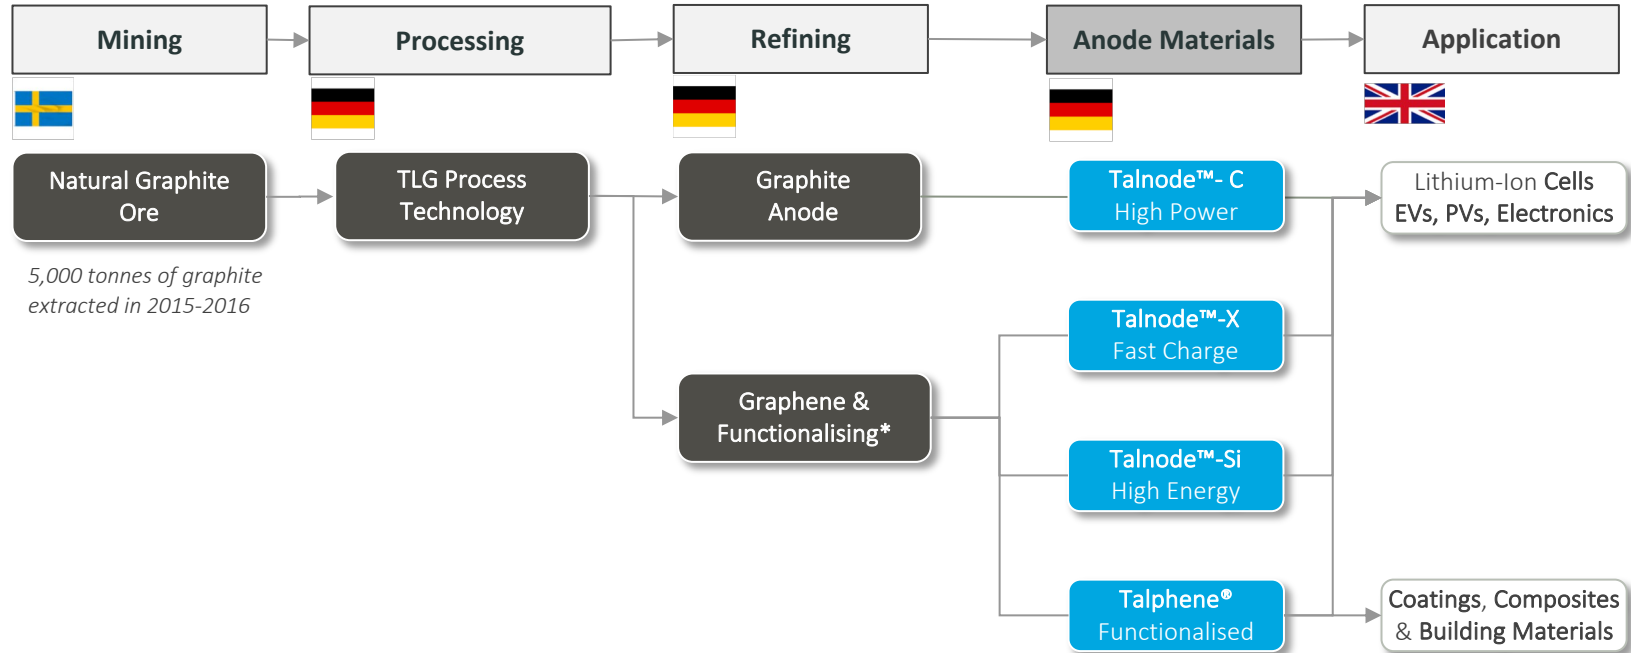 Mining
Processing
Refining
Anode Materials
Application
Natural Graphite
Ore
TLG Process
Technology
Graphite
Anode
Talnode™- C
High Power
Lithium-Ion Cells
EVs, PVs, Electronics
5,000 tonnes of graphite
extracted in 2015-2016
Talnode™-X
Fast Charge
Graphene &
Functionalising*
Talnode™-Si
High Energy
Talphene®
Functionalised
Coatings, Composites
& Building Materials